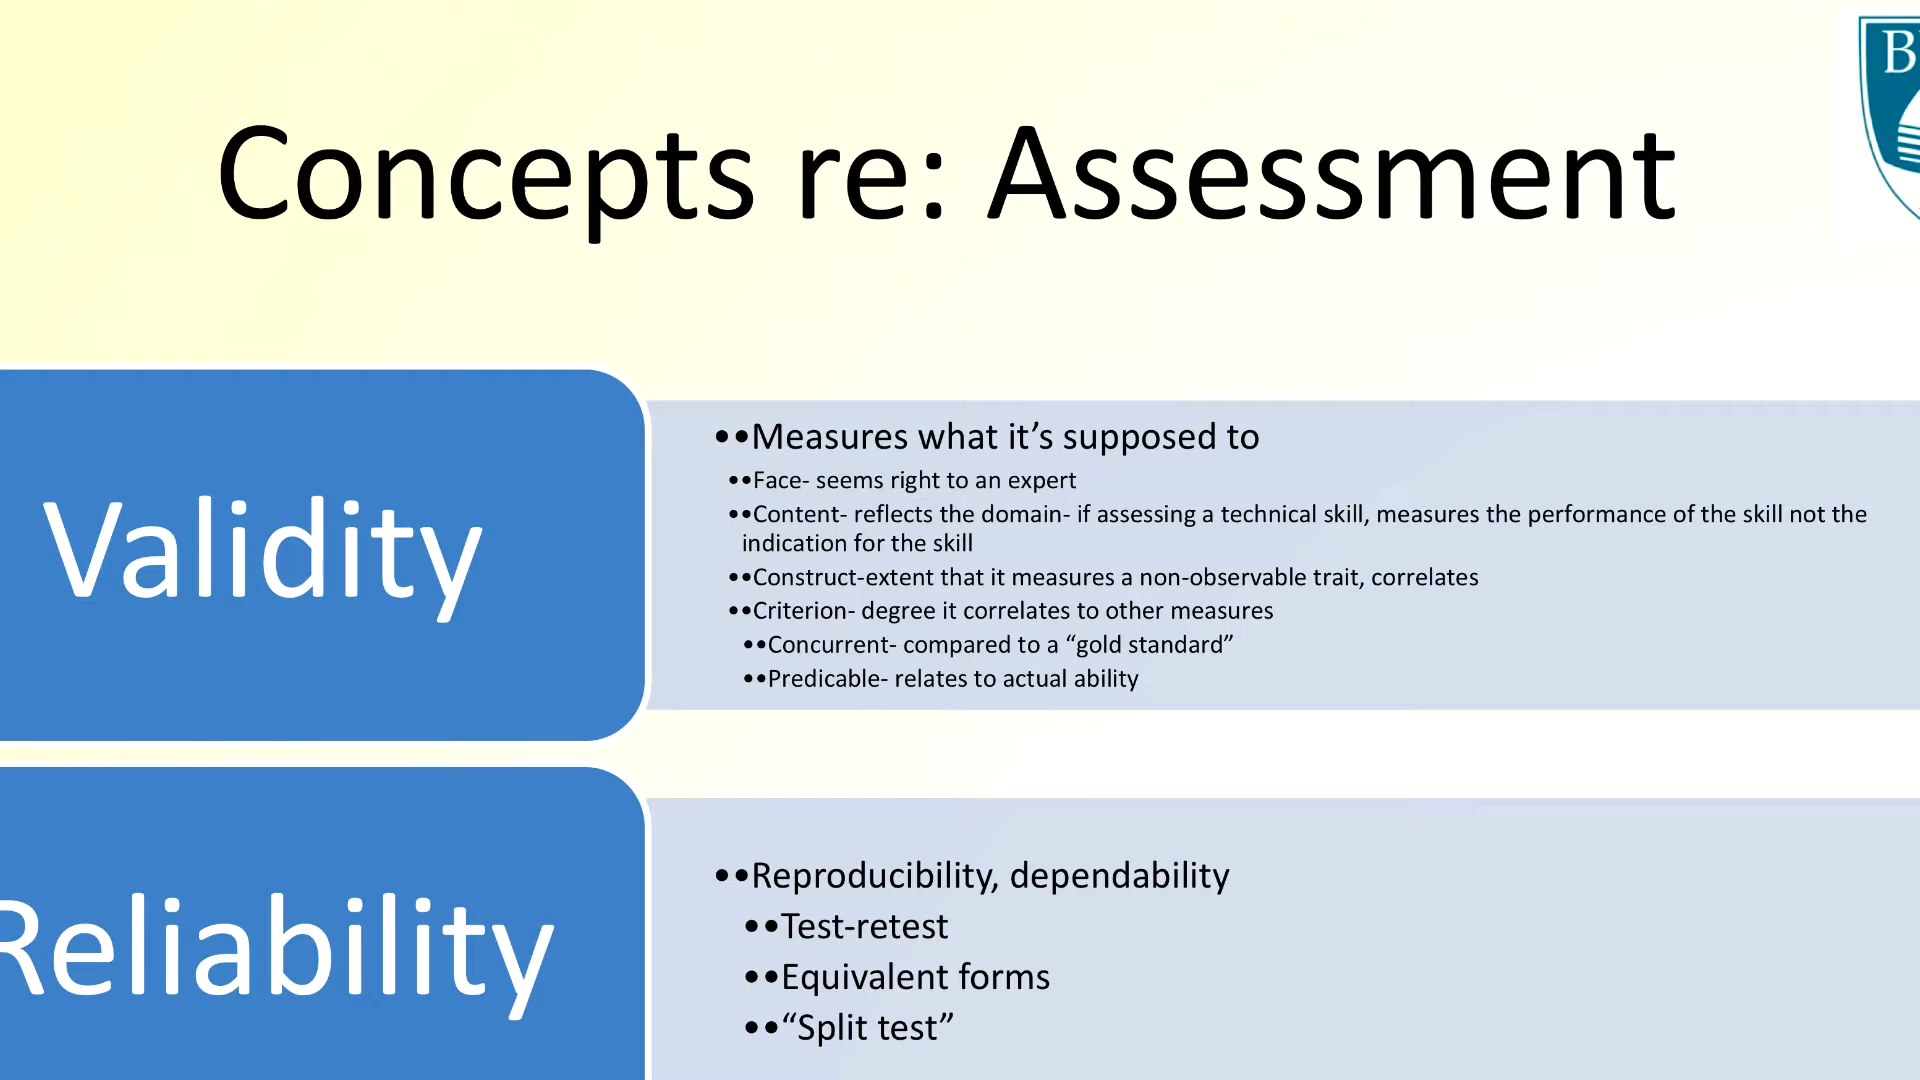 Concepts re: Assessment
Validity
••Measures what it’s supposed to
••Face- seems right to an expert
••Content- reflects the domain- if assessing a technical skill, measures the performance of the skill not the
indication for the skill
••Construct-extent that it measures a non-observable trait, correlates
••Criterion- degree it correlates to other measures
••Concurrent- compared to a “gold standard”
••Predicable- relates to actual ability
Reliability
••Reproducibility, dependability
••Test-retest
••Equivalent forms
••“Split test”